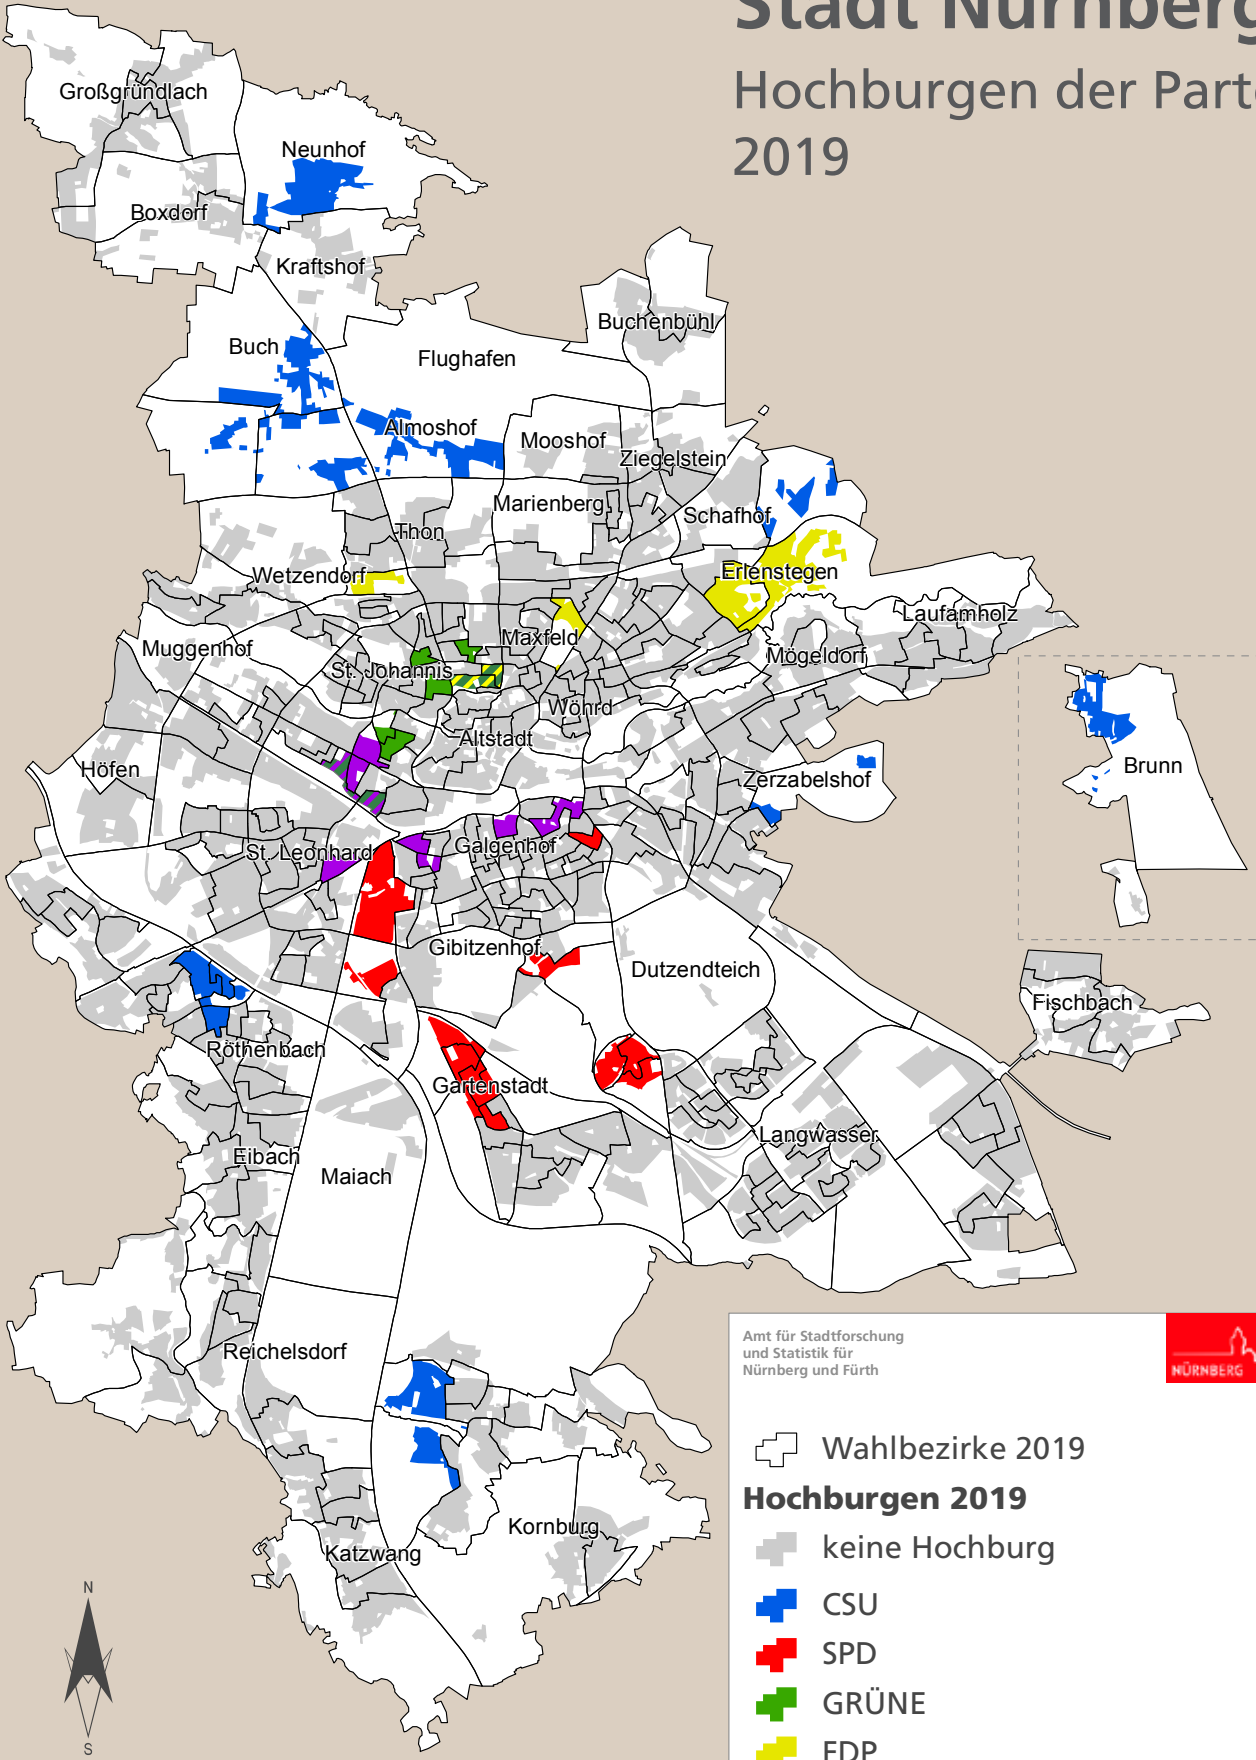 Stadt Nürnberg
Hochburgen der Parte
2019
Großgründlach
Neunhof
Boxdorf
Kraftshof
Buchenbühl
Buch
Flughafen
Almoshof
Mooshof
Ziegelstein
Marienberg
Schafhof
Thon
Wetzendorf
Erlenstegen
Laufamholz
Muggenhof
Maxfeld
Mögeldorf
St. Johannis
Wöhrd
Altstadt
Höfen
Zerzabelshof
Brunn
St. Leonhard
Galgenhof
Gibitzenhof
Dutzendteich
Fischbach
Röthenbach
Gartenstadt
Langwasser
Eibach
Maiach
Reichelsdorf
Kornburg
Katzwang
N
S
Amt für Stadtforschung
und Statistik für
Nürnberg und Fürth
NÜRNBERG
Wahlbezirke 2019
Hochburgen 2019
keine Hochburg
CSU
SPD
GRÜNE
FDP